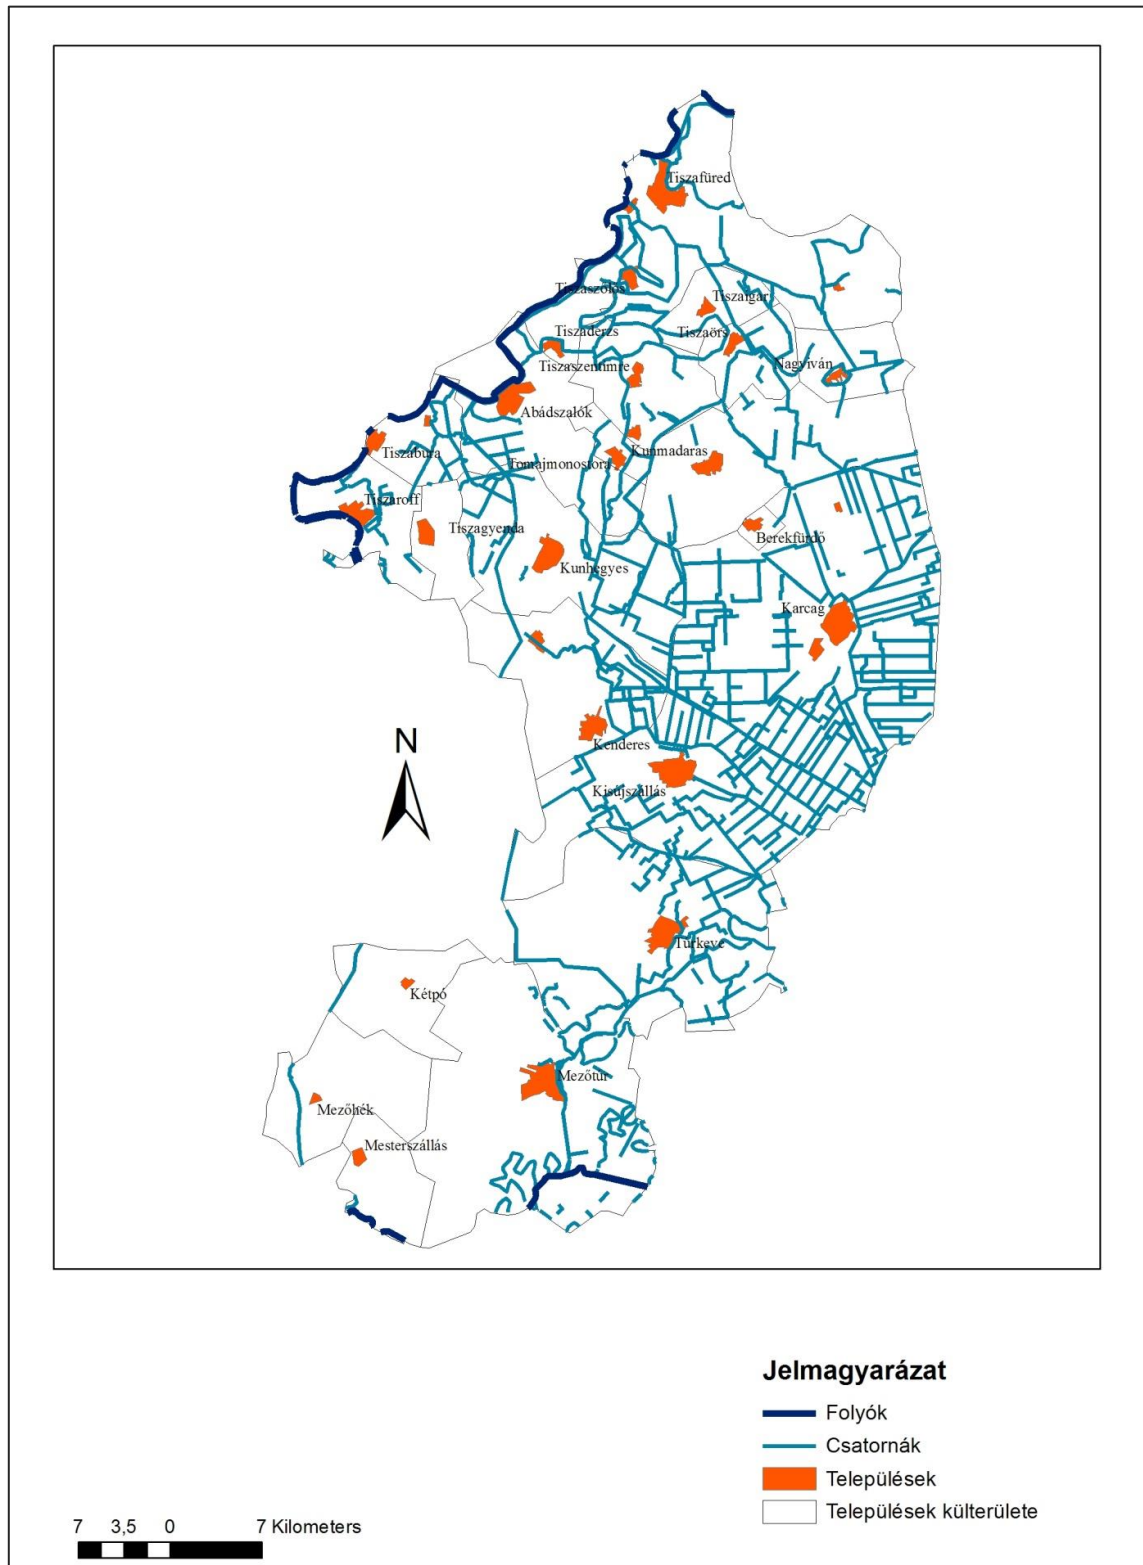 Tiszafüred
Tiszaszőlős
Tiszaigar
Tiszaderzs
Tiszaörs
Tiszaszentimre
Nagyiván
Abádszalók
Tiszabura
Kunmadaras
Tomajmonostora
Tiszaroff
Tiszagyenda
Berekfürdő
Kunhegyes
Karcag
N
Kenderes
Kisújszállás
Túrkeve
Kétpó
Mezőtúr
Mezőhék
Mesterszállás
Jelmagyarázat
Folyók
Csatornák
Települések
Települések külterülete
7 3,5 0 7 Kilometers